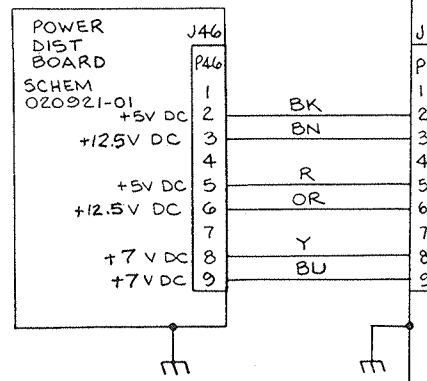 POWER
DIST
BOARD
SCHEM
020921-01
J46
P46
1
+5V DC 2
+12.5V DC 3
4
+5V DC 5
+12.5V DC 6
7
+7 V DC 8
+7 V DC 9
BK
BN
R
OR
Y
BU
J
P
1
2
3
4
5
6
7
8
9